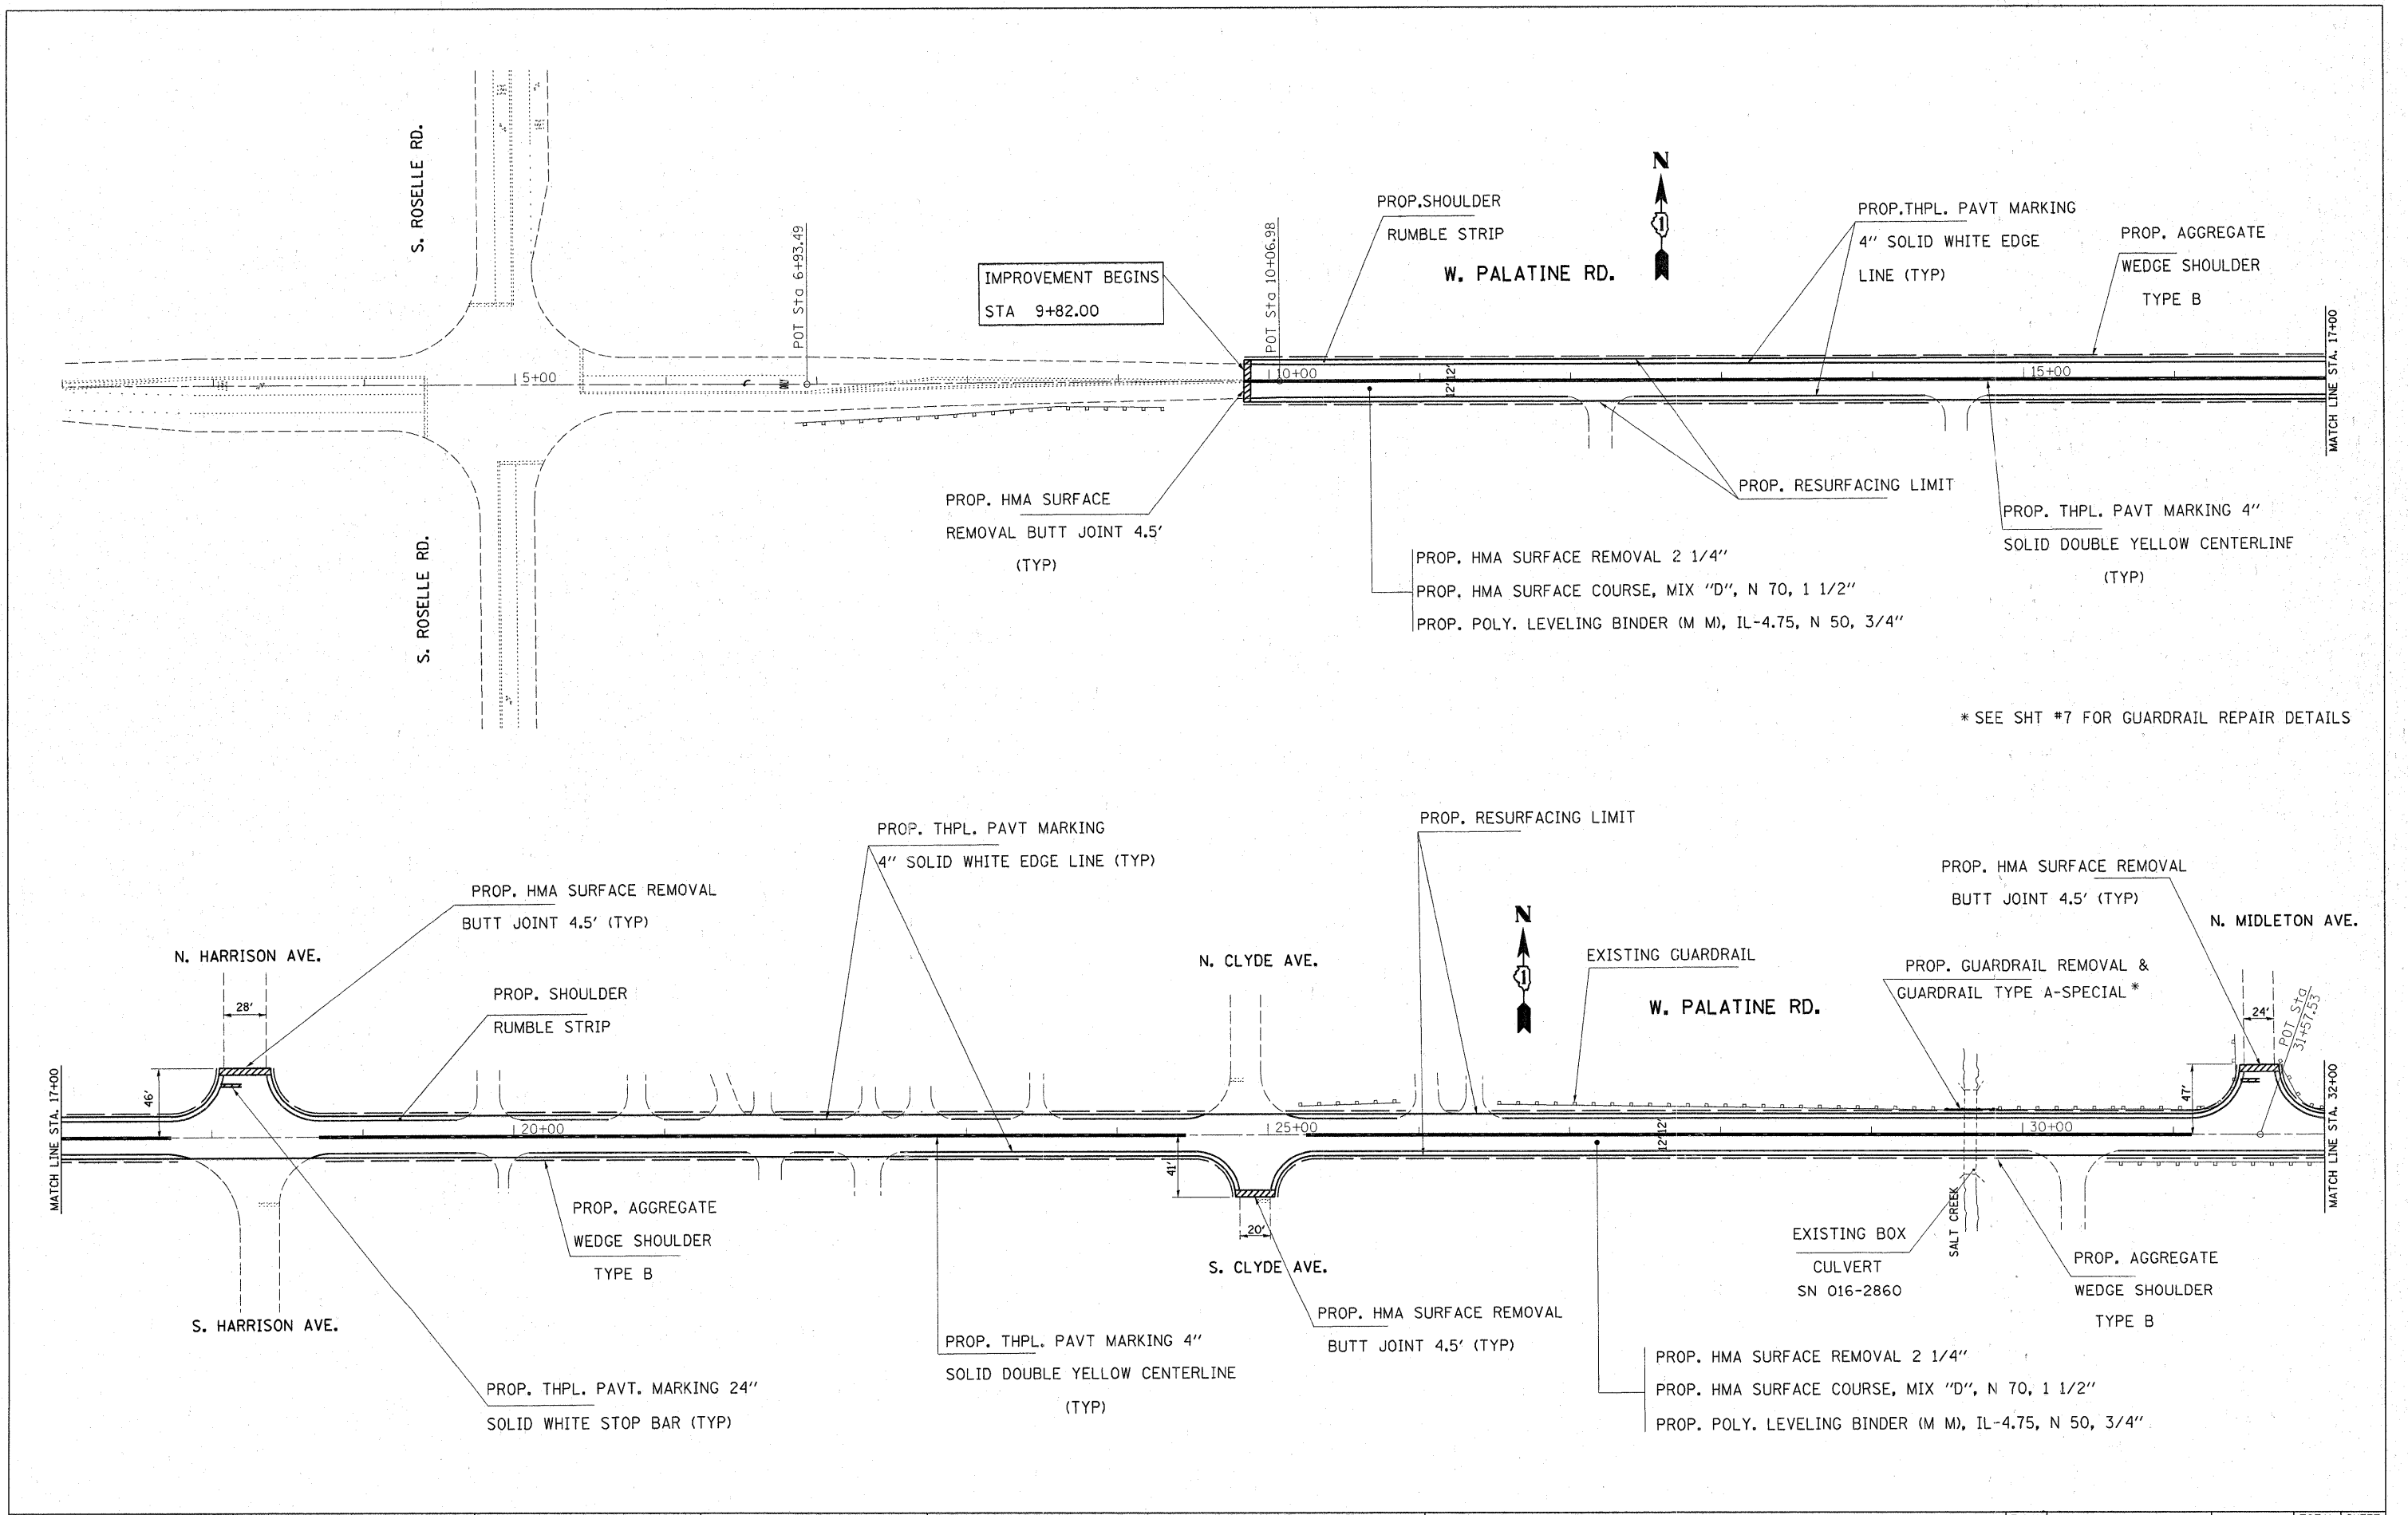 S. ROSELLE RD.
S. ROSELLE RD.
POT Sta 6+93.49
5+00
IMPROVEMENT BEGINS
STA 9+82.00
POT Sta 10+06.98
PROP.SHOULDER
RUMBLE STRIP
W. PALATINE RD.
N
1
PROP.THPL. PAVT MARKING
4" SOLID WHITE EDGE
LINE (TYP)
PROP. AGGREGATE
WEDGE SHOULDER
TYPE B
MATCH LINE STA. 17+00
10+00
12' 12'
15+00
PROP. HMA SURFACE
REMOVAL BUTT JOINT 4.5'
(TYP)
PROP. RESURFACING LIMIT
PROP. THPL. PAVT MARKING 4"
SOLID DOUBLE YELLOW CENTERLINE
(TYP)
PROP. HMA SURFACE REMOVAL 2 1/4"
PROP. HMA SURFACE COURSE, MIX "D", N 70, 1 1/2"
PROP. POLY. LEVELING BINDER (M M), IL-4.75, N 50, 3/4"
* SEE SHT #7 FOR GUARDRAIL REPAIR DETAILS
PROP. THPL. PAVT MARKING
4" SOLID WHITE EDGE LINE (TYP)
PROP. RESURFACING LIMIT
PROP. HMA SURFACE REMOVAL
BUTT JOINT 4.5' (TYP)
PROP. HMA SURFACE REMOVAL
BUTT JOINT 4.5' (TYP)
N. HARRISON AVE.
N. CLYDE AVE.
N
1
EXISTING GUARDRAIL
W. PALATINE RD.
PROP. GUARDRAIL REMOVAL &
GUARDRAIL TYPE A-SPECIAL *
N. MIDLETON AVE.
28'
PROP. SHOULDER
RUMBLE STRIP
24'
POT Sta
31+57.53
MATCH LINE STA. 17+00
46'
20+00
41'
25+00
12' 12'
30+00
47'
MATCH LINE STA. 32+00
PROP. AGGREGATE
WEDGE SHOULDER
TYPE B
20'
S. CLYDE AVE.
SALT CREEK
EXISTING BOX
CULVERT
SN 016-2860
PROP. AGGREGATE
WEDGE SHOULDER
TYPE B
S. HARRISON AVE.
PROP. THPL. PAVT MARKING 4"
SOLID DOUBLE YELLOW CENTERLINE
(TYP)
PROP. HMA SURFACE REMOVAL
BUTT JOINT 4.5' (TYP)
PROP. THPL. PAVT. MARKING 24"
SOLID WHITE STOP BAR (TYP)
PROP. HMA SURFACE REMOVAL 2 1/4"
PROP. HMA SURFACE COURSE, MIX "D", N 70, 1 1/2"
PROP. POLY. LEVELING BINDER (M M), IL-4.75, N 50, 3/4"